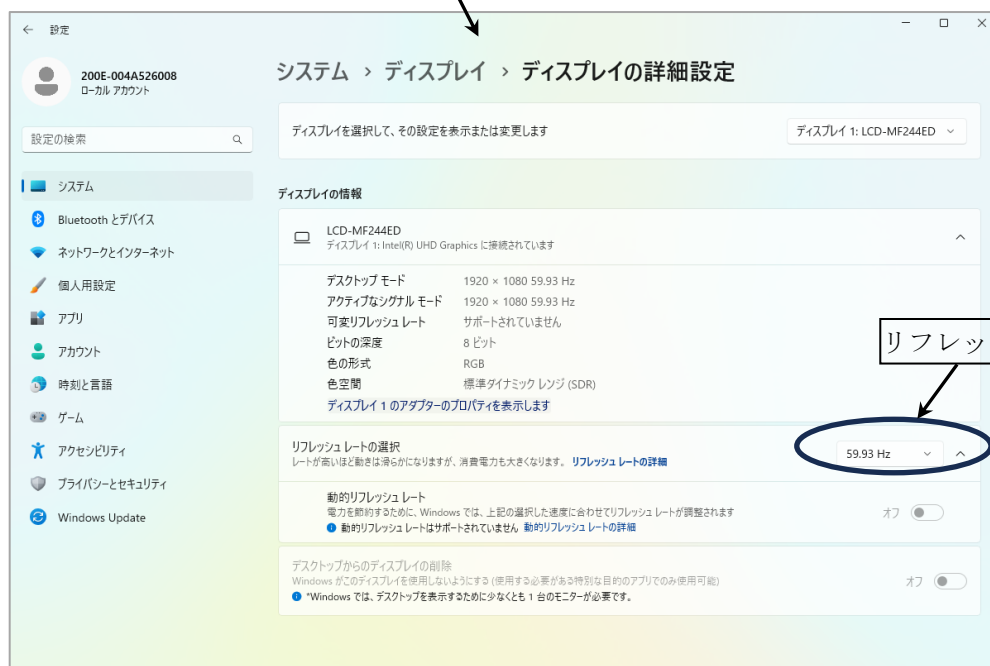 設定
200E-004A526008
ローカル アカウント
設定の検索
システム
Bluetooth とデバイス
ネットワークとインターネット
個人用設定
アプリ
アカウント
時刻と言語
ゲーム
アクセシビリティ
プライバシーとセキュリティ
Windows Update
システム › ディスプレイ › ディスプレイの詳細設定
ディスプレイを選択して、その設定を表示または変更します
ディスプレイ 1: LCD-MF244ED
ディスプレイの情報
LCD-MF244ED
ディスプレイ 1: Intel(R) UHD Graphics に接続されています
デスクトップ モード 1920 × 1080 59.93 Hz
アクティブなシグナル モード 1920 × 1080 59.93 Hz
可変リフレッシュ レート サポートされていません
ビットの深度 8 ビット
色の形式 RGB
色空間 標準ダイナミック レンジ (SDR)
ディスプレイ 1 のアダプターのプロパティを表示します
リフレッ
リフレッシュ レートの選択
レートが高いほど動きは滑らかになりますが、消費電力も大きくなります。 リフレッシュ レートの詳細
59.93 Hz
動的リフレッシュ レート
電力を節約するために、Windows では、上記の選択した速度に合わせてリフレッシュ レートが調整されます
動的リフレッシュ レートはサポートされていません 動的リフレッシュ レートの詳細
オフ
デスクトップからのディスプレイの削除
Windows がこのディスプレイを使用しないようにする (使用する必要がある特別な目的のアプリでのみ使用可能)
*Windows では、デスクトップを表示するために少なくとも 1 台のモニターが必要です。
オフ